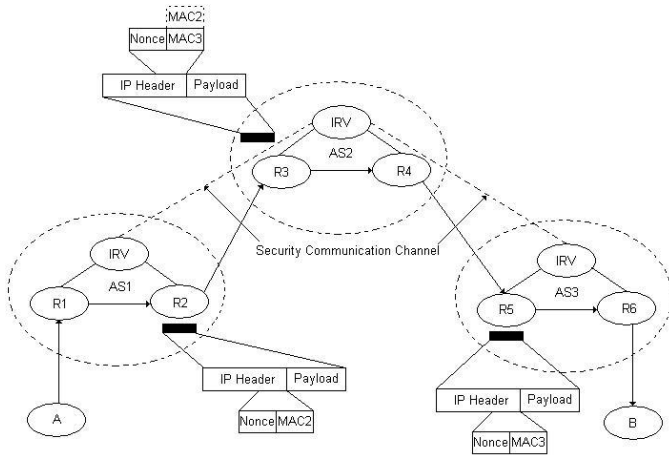 MAC2
Nonce MAC3
IP Header Payload
IRV
AS2
R3 R4
Security Communication Channel
IRV
AS1
R1 R2
IRV
AS3
R5 R6
IP Header Payload
Nonce MAC2
A
IP Header Payload
Nonce MAC3
B